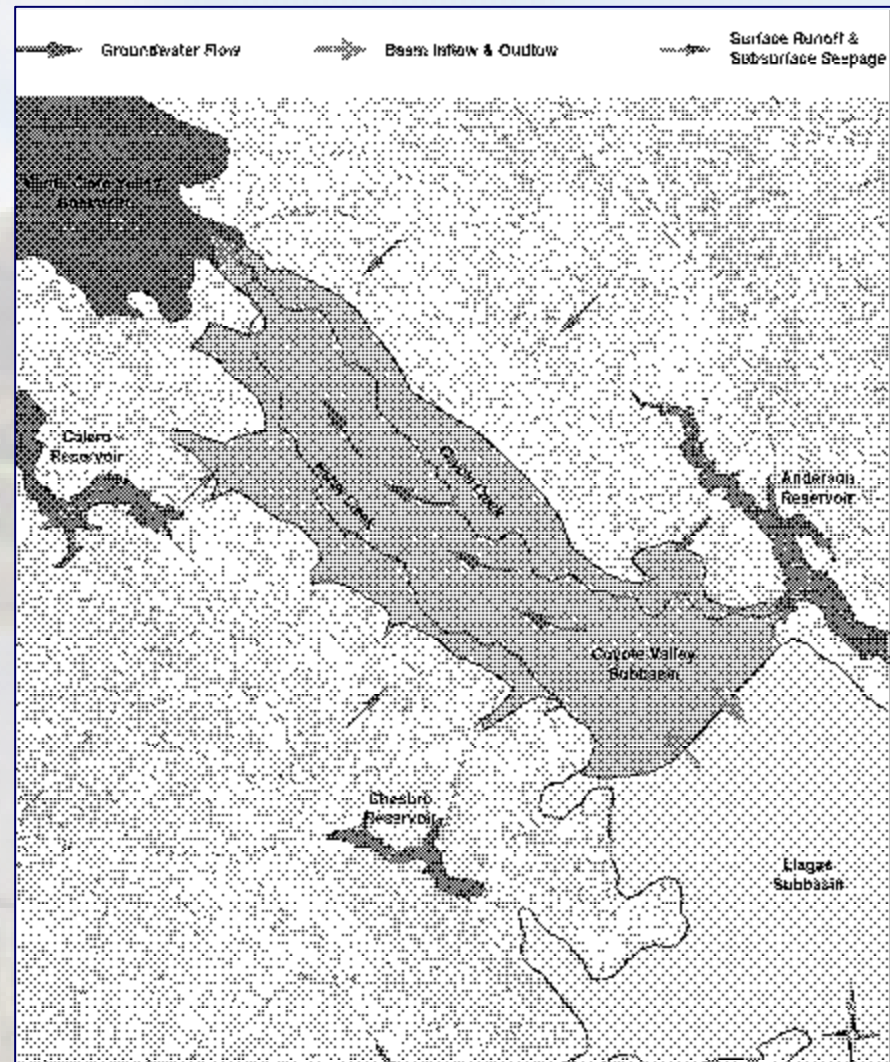 Groundwater Flow
Basin Inflow & Outflow
Surface Runoff &
Subsurface Seepage
Calero
Reservoir
Coyote Creek
Anderson
Reservoir
Coyote Valley
Subbasin
Chesbro
Reservoir
Llagas
Subbasin